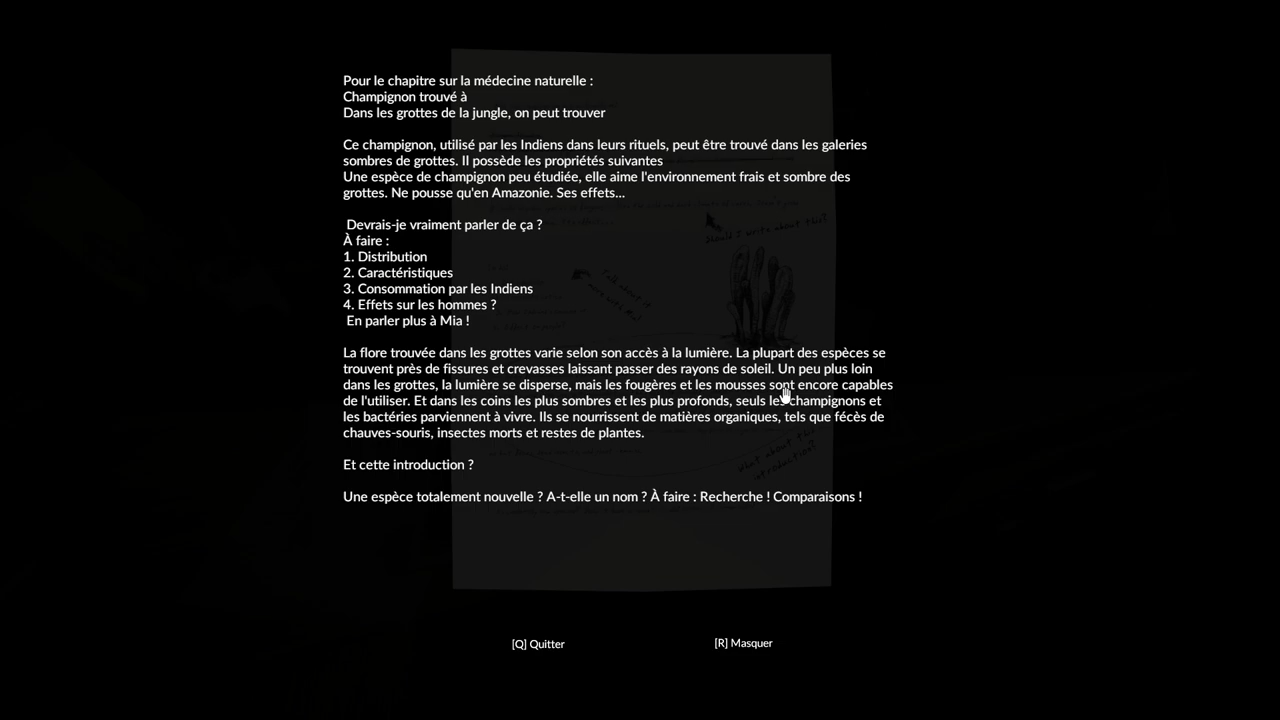 Pour le chapitre sur la médecine naturelle :
Champignon trouvé à
Dans les grottes de la jungle, on peut trouver
Ce champignon, utilisé par les Indiens dans leurs rituels, peut être trouvé dans les galeries
sombres de grottes. Il possède les propriétés suivantes
Une espèce de champignon peu étudiée, elle aime l'environnement frais et sombre des
grottes. Ne pousse qu'en Amazonie. Ses effets...
Devrais-je vraiment parler de ça ?
À faire :
1. Distribution
2. Caractéristiques
3. Consommation par les Indiens
4. Effets sur les hommes ?
En parler plus à Mia !
La flore trouvée dans les grottes varie selon son accès à la lumière. La plupart des espèces se
trouvent près de fissures et crevasses laissant passer des rayons de soleil. Un peu plus loin
dans les grottes, la lumière se disperse, mais les fougères et les mousses sont encore capables
de l'utiliser. Et dans les coins les plus sombres et les plus profonds, seuls les champignons et
les bactéries parviennent à vivre. Ils se nourrissent de matières organiques, tels que fécès de
chauves-souris, insectes morts et restes de plantes.
Et cette introduction ?
Une espèce totalement nouvelle ? A-t-elle un nom ? À faire : Recherche ! Comparaisons !
should I write about this?
What about this
introduction?
[Q] Quitter
[R] Masquer